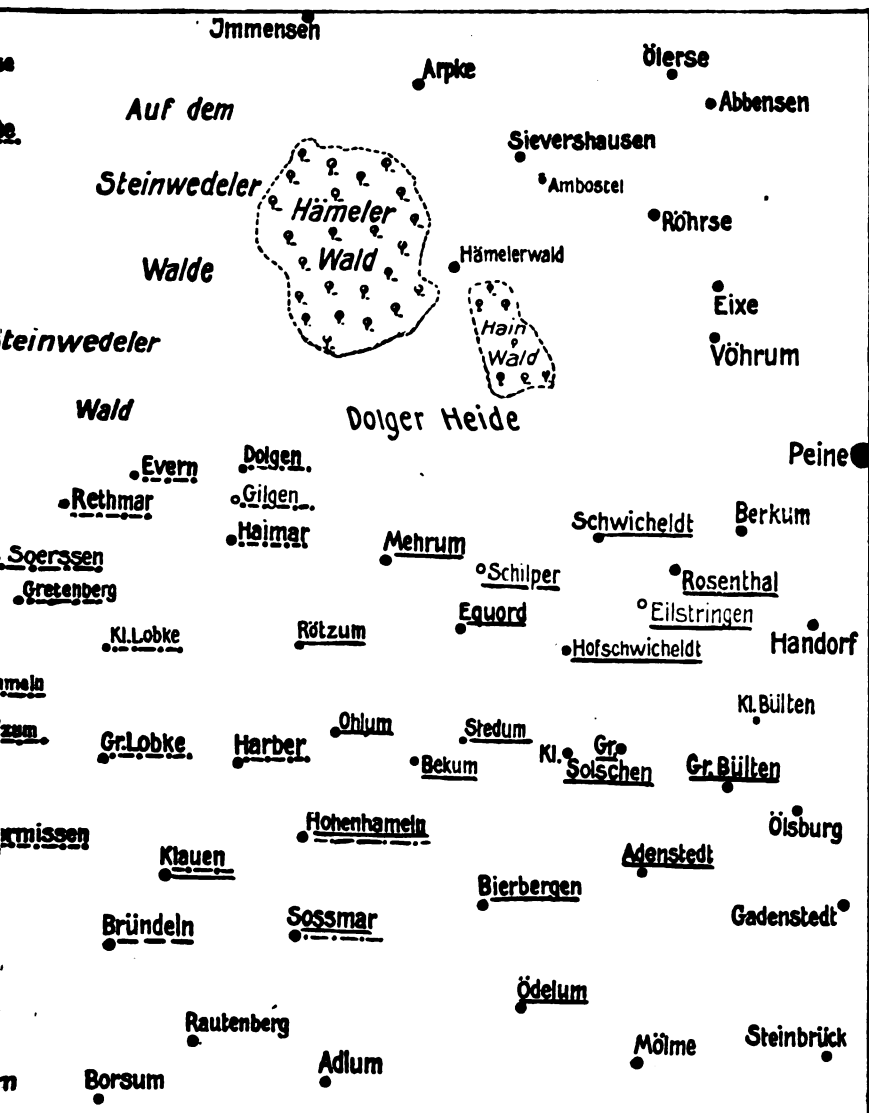 Immensen
Arpke
Ölerse
Abbensen
Auf dem
Sievershausen
Steinwedeler
Ambostel
Hämeler
Röhrse
Wald
Hämelerwald
Walde
Eixe
Hain
Wald
Vöhrum
Steinwedeler
Wald
Dolger Heide
Peine
Evern
Dolgen
Rethmar
Gilgen
Haimar
Mehrum
Schwicheldt
Berkum
Soerssen
Schilper
Rosenthal
Gretenberg
Equord
Eilstringen
Kl. Lobke
Rötzum
Hofschwicheldt
Handorf
Kl. Bülten
Gr. Lobke
Harber
Ohlum
Stedum
Bekum
Kl. Gr.
Solschen
Gr. Bülten
Ölsburg
rmissen
Hohenhameln
Klauen
Adenstedt
Bierbergen
Gadenstedt
Bründeln
Sossmar
Ödelum
Rautenberg
Mölme
Steinbrück
Borsum
Adlum